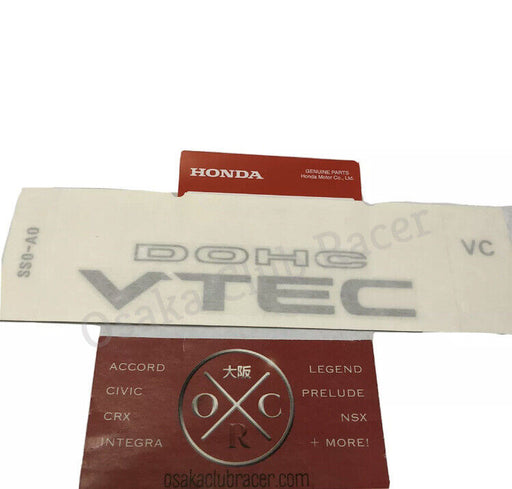 HONDA
GENUINE PARTS
Honda Motor Co., Ltd.
SS0-A0
DOHC
VTEC
VC
Osaka Club Racer
ACCORD
CIVIC
CRX
INTEGRA
大阪
O C
R
LEGEND
PRELUDE
NSX
+ MORE!
osakaclubracer.com